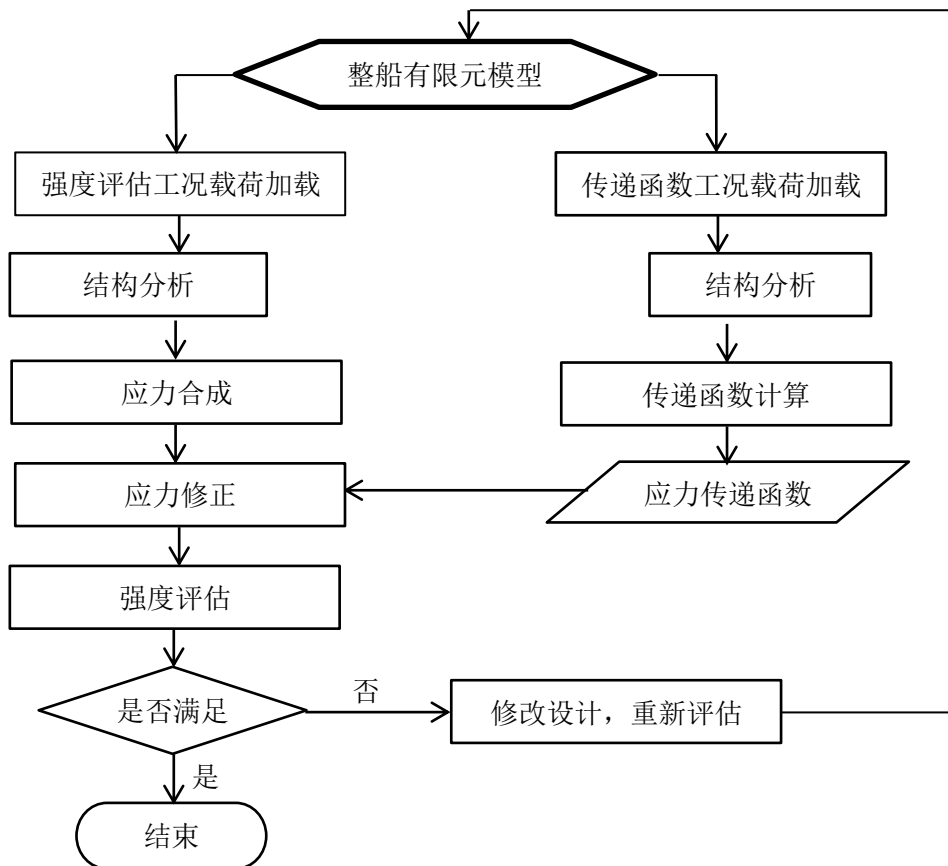 整船有限元模型
强度评估工况载荷加载
传递函数工况载荷加载
结构分析
结构分析
应力合成
传递函数计算
应力修正
应力传递函数
强度评估
是否满足
否
修改设计，重新评估
是
结束